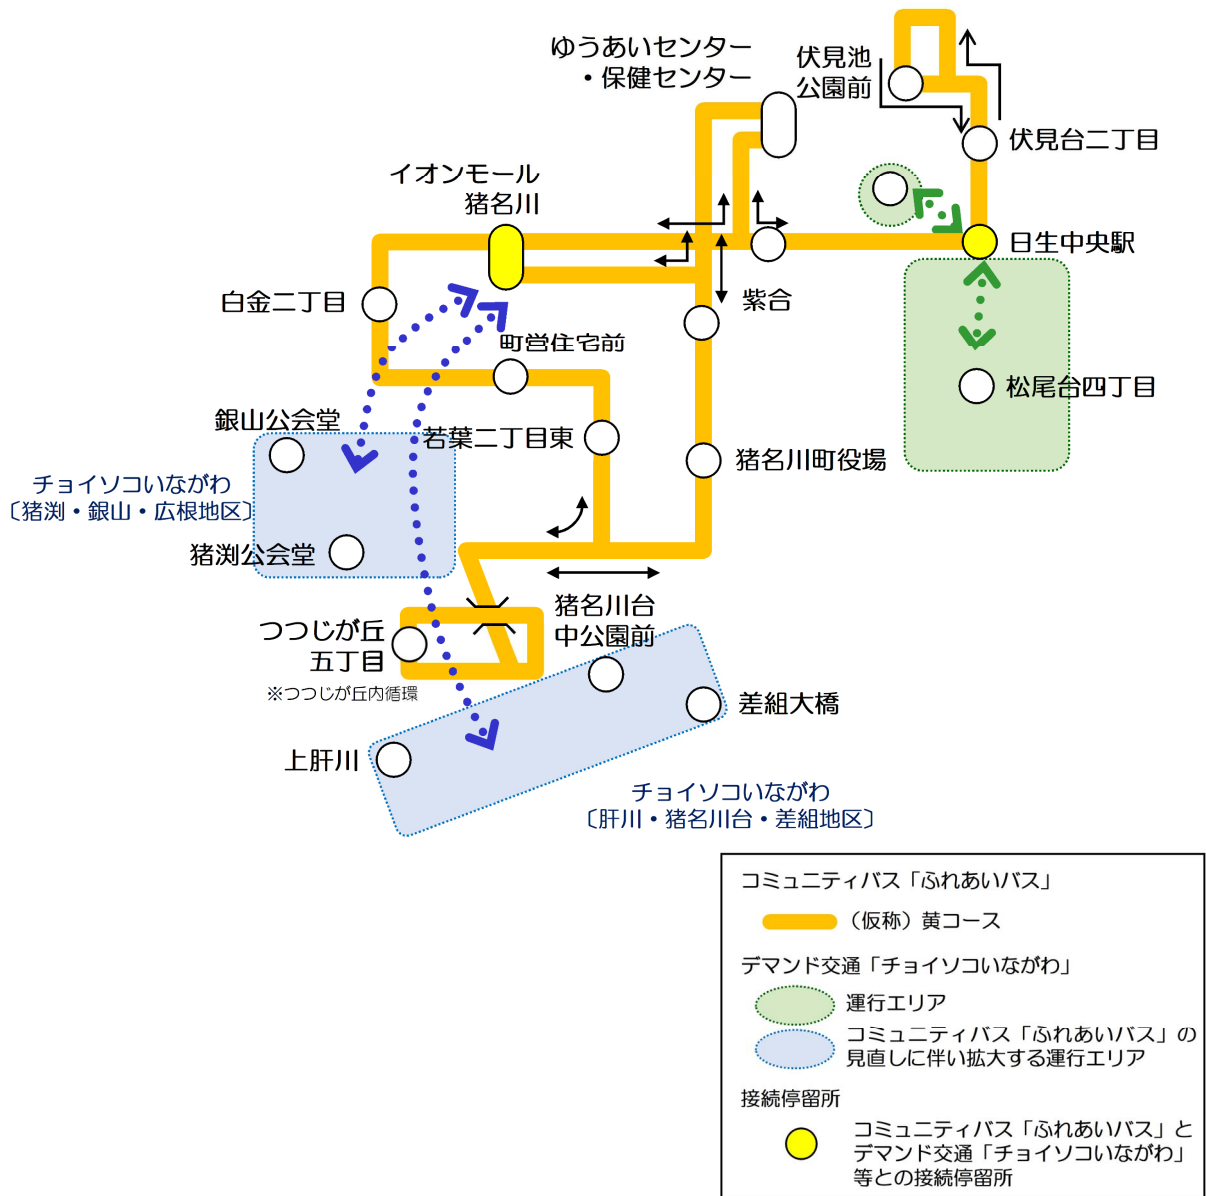 ゆうあいセンター
・保健センター
伏見池
公園前
伏見台二丁目
イオンモール
猪名川
日生中央駅
白金二丁目
紫合
町営住宅前
松尾台四丁目
銀山公会堂
若葉二丁目東
猪名川町役場
チョイソコいながわ
〔猪渕・銀山・広根地区〕
猪渕公会堂
猪名川台
中公園前
つつじが丘
五丁目
※つつじが丘内循環
差組大橋
上肝川
チョイソコいながわ
〔肝川・猪名川台・差組地区〕
コミュニティバス「ふれあいバス」
（仮称）黄コース
デマンド交通「チョイソコいながわ」
運行エリア
コミュニティバス「ふれあいバス」の
見直しに伴い拡大する運行エリア
接続停留所
コミュニティバス「ふれあいバス」と
デマンド交通「チョイソコいながわ」
等との接続停留所